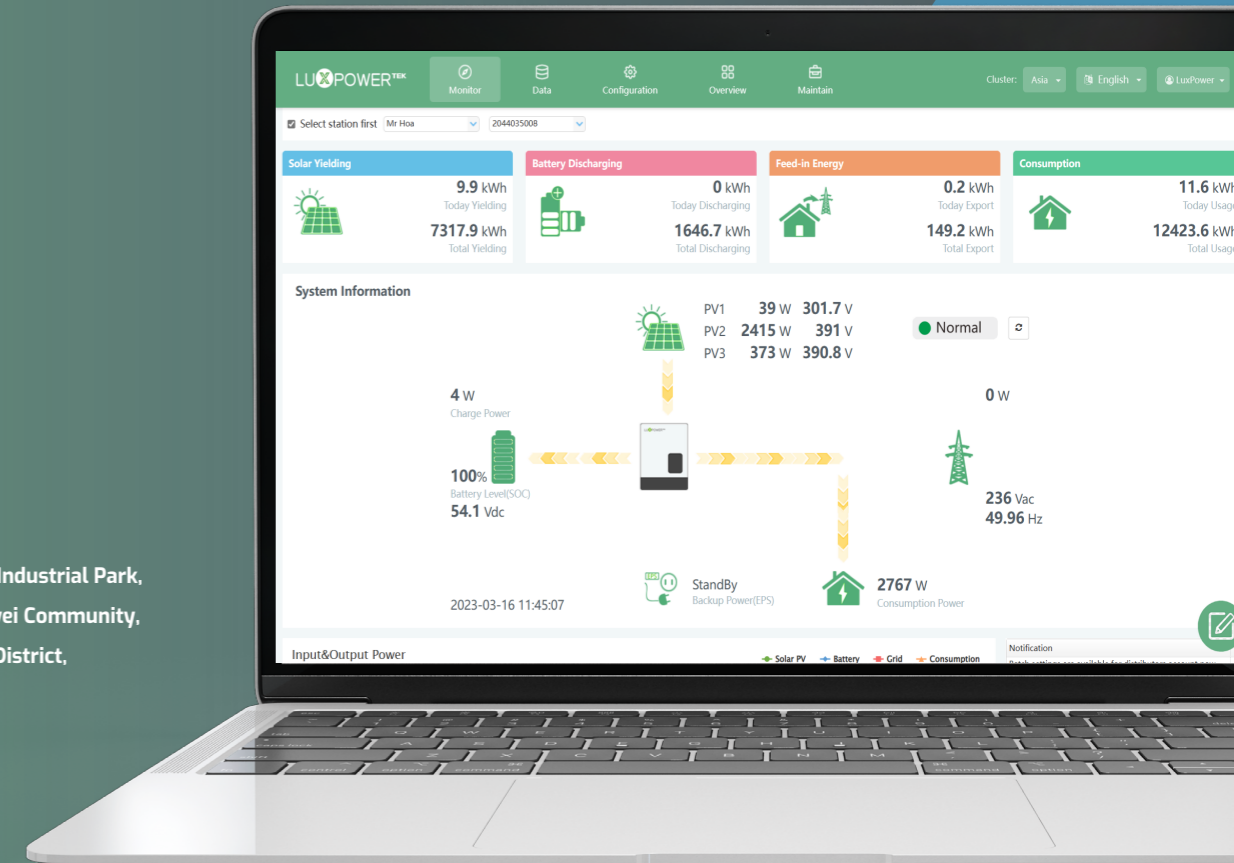 LUXPOWERTEK
Monitor
Data
Configuration
Overview
Maintain
Cluster: Asia
English
LuxPower
Select station first Mr Hoa 2044035008
Solar Yielding
9.9 kWh
Today Yielding
7317.9 kWh
Total Yielding
Battery Discharging
0 kWh
Today Discharging
1646.7 kWh
Total Discharging
Feed-in Energy
0.2 kWh
Today Export
149.2 kWh
Total Export
Consumption
11.6 kWh
Today Usage
12423.6 kWh
Total Usage
System Information
PV1 39 W 301.7 V
PV2 2415 W 391 V
PV3 373 W 390.8 V
Normal
4 W
Charge Power
100%
Battery Level(SOC)
54.1 Vdc
0 W
236 Vac
49.96 Hz
EPS
StandBy
Backup Power(EPS)
2767 W
Consumption Power
2023-03-16 11:45:07
Input&Output Power
Solar PV Battery Grid Consumption
Notification
Industrial Park,
Community,
District,
control option command
command option